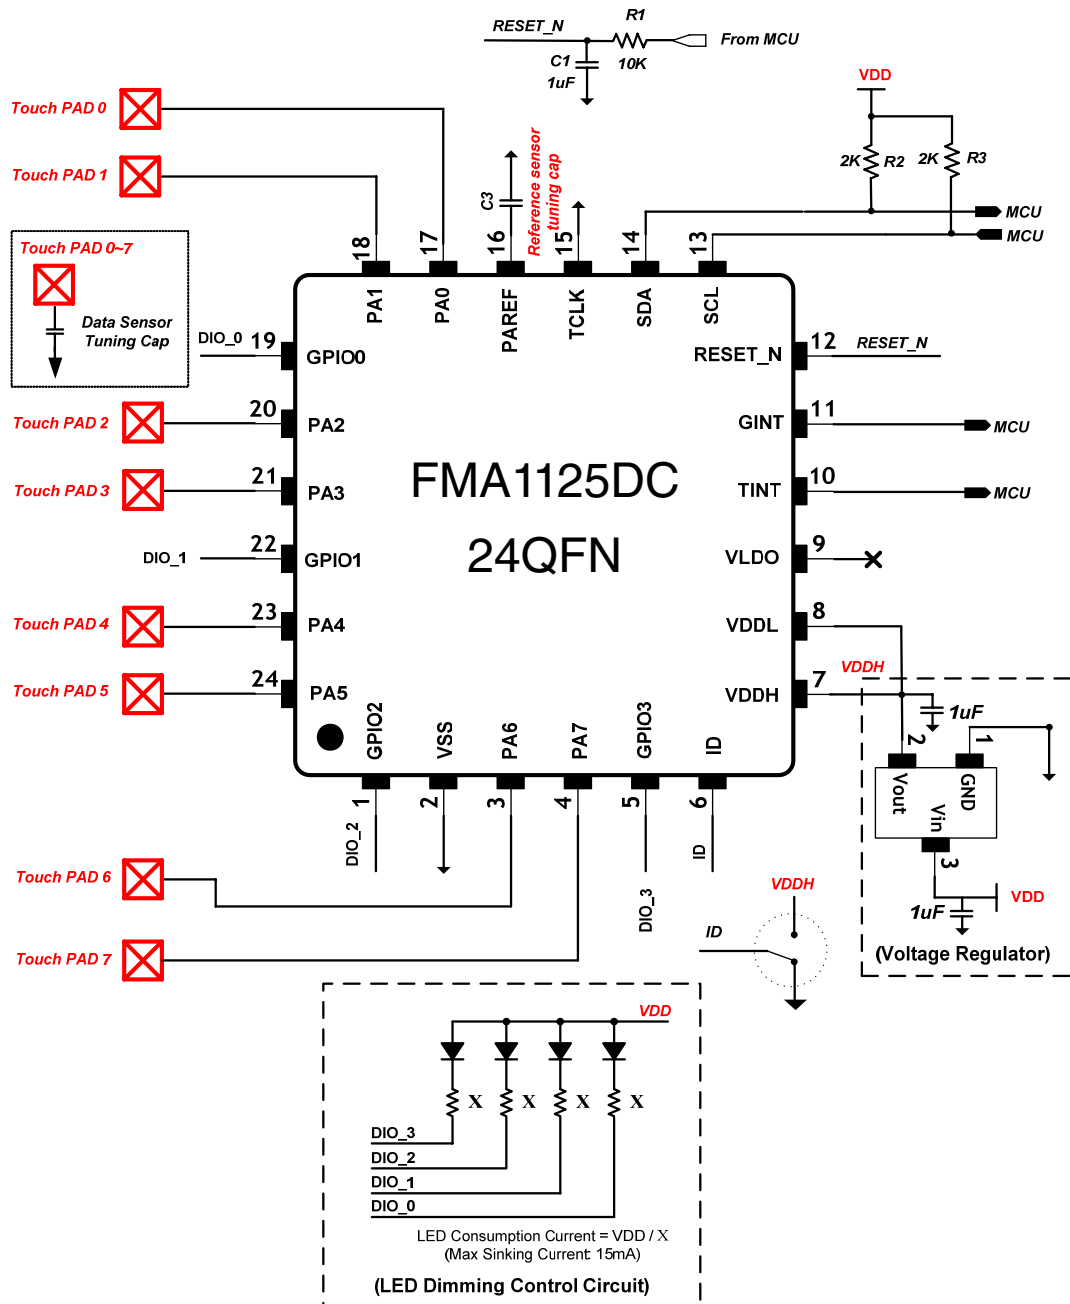 RESET_N
R1
From MCU
C1
1uF
10K
VDD
Touch PAD 0
2K
R2
2K
R3
Touch PAD 1
C3
Reference sensor
tuning cap
MCU
MCU
18
17
16
15
14
13
Touch PAD 0~7
Data Sensor
Tuning Cap
PA1
PA0
PAREF
TCLK
SDA
SCL
DIO_0
19
GPIO0
RESET_N
12
RESET_N
Touch PAD 2
20
PA2
GINT
11
MCU
Touch PAD 3
21
PA3
FMA1125DC
TINT
10
MCU
DIO_1
22
GPIO1
24QFN
VLDO
9
Touch PAD 4
23
PA4
VDDL
8
VDDH
Touch PAD 5
24
PA5
VDDH
7
1uF
GPIO2
VSS
PA6
PA7
GPIO3
ID
2
1
Vout
GND
Vin
3
1
2
3
4
5
6
DIO_2
DIO_3
ID
Touch PAD 6
VDDH
1uF
VDD
ID
(Voltage Regulator)
Touch PAD 7
VDD
X
X
X
X
DIO_3
DIO_2
DIO_1
DIO_0
LED Consumption Current = VDD / X
(Max Sinking Current: 15mA)
(LED Dimming Control Circuit)